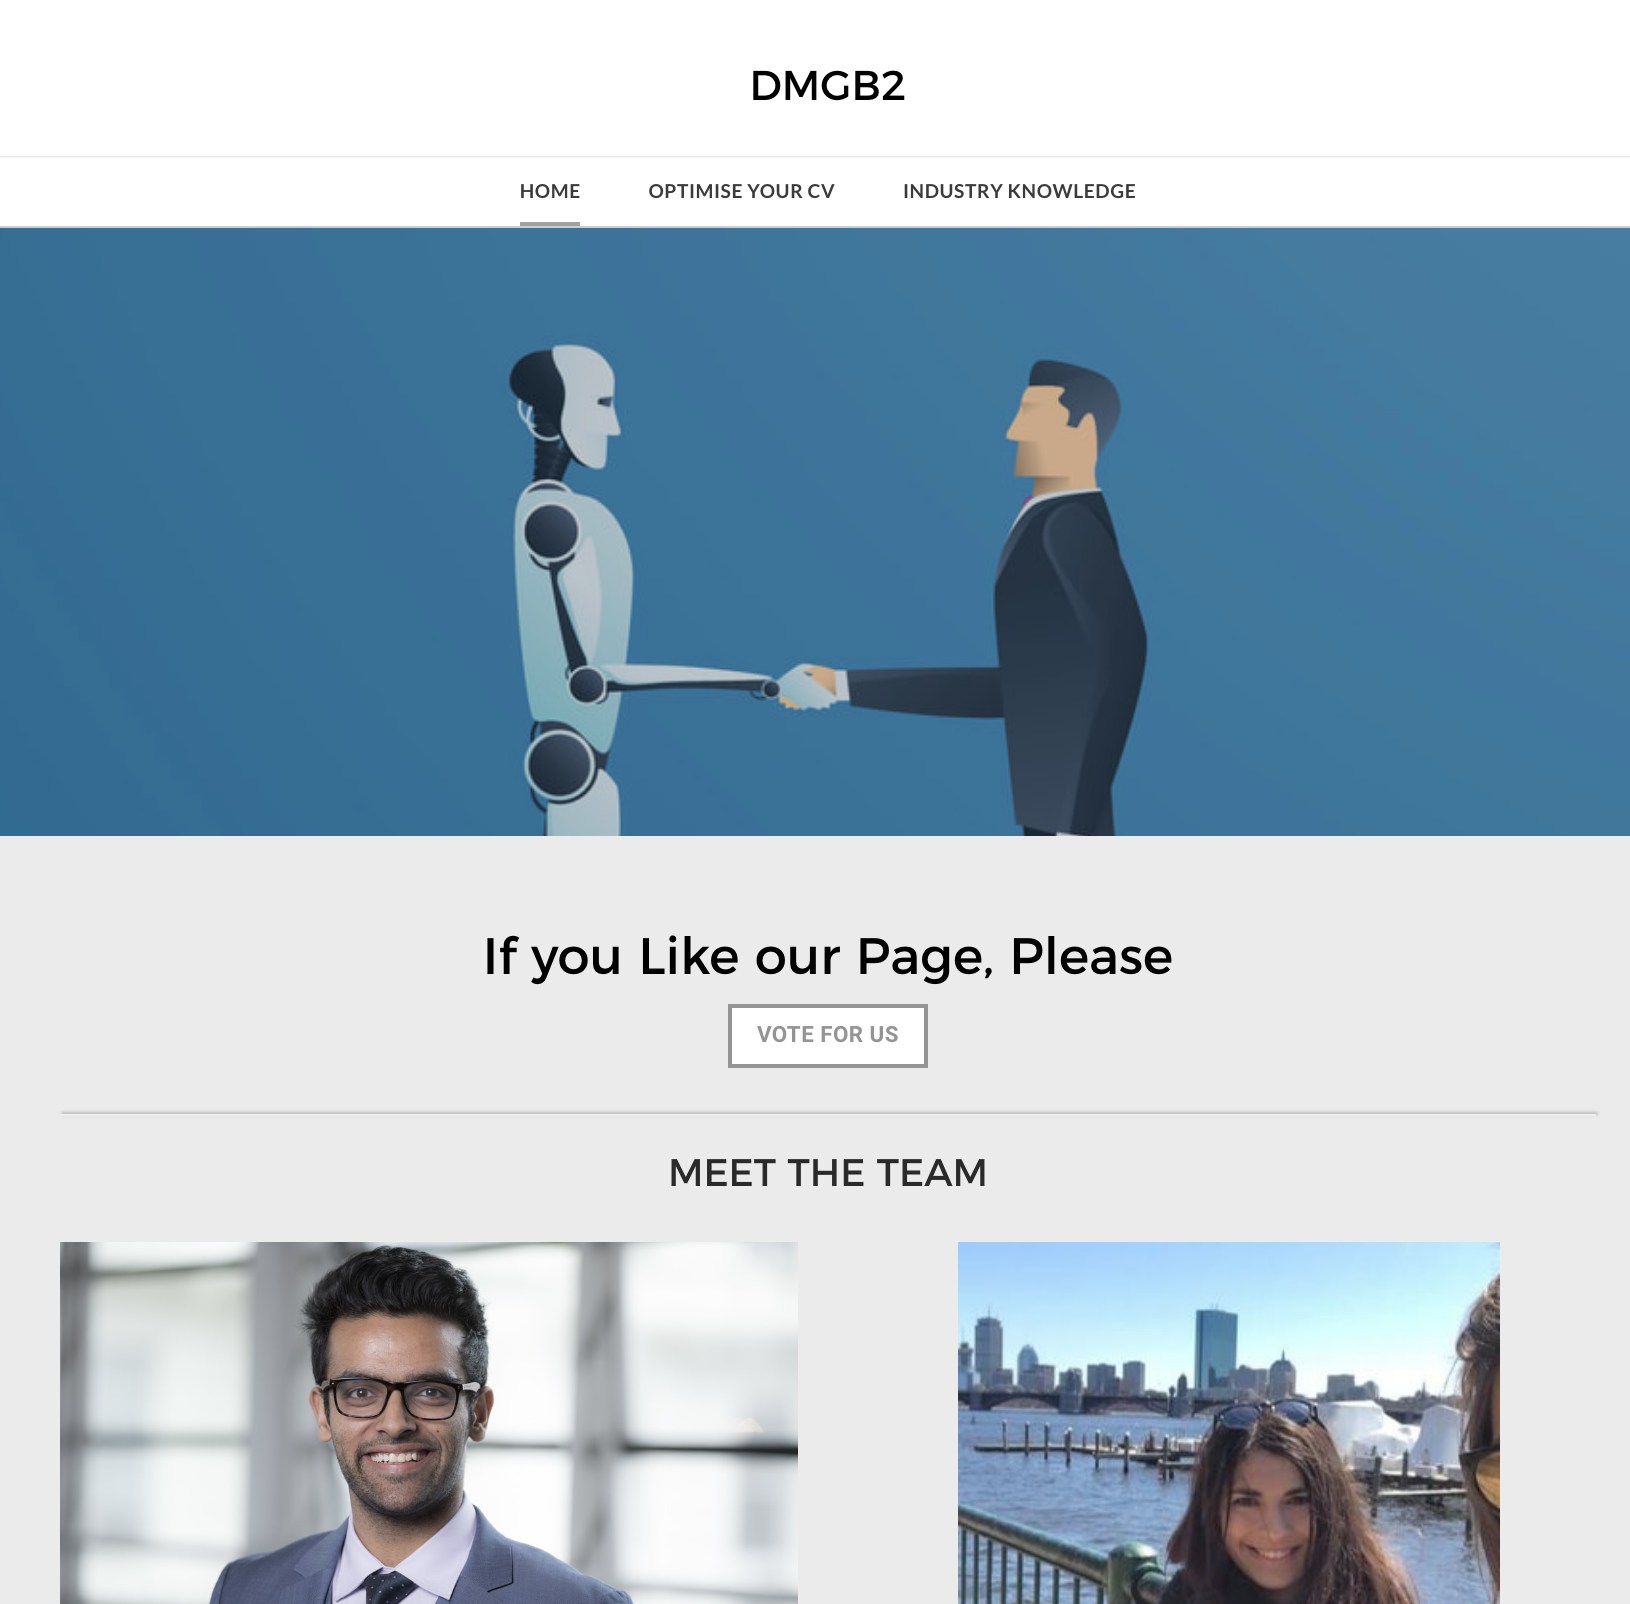 DMGB2
HOME OPTIMISE YOUR CV INDUSTRY KNOWLEDGE
If you Like our Page, Please
VOTE FOR US
MEET THE TEAM